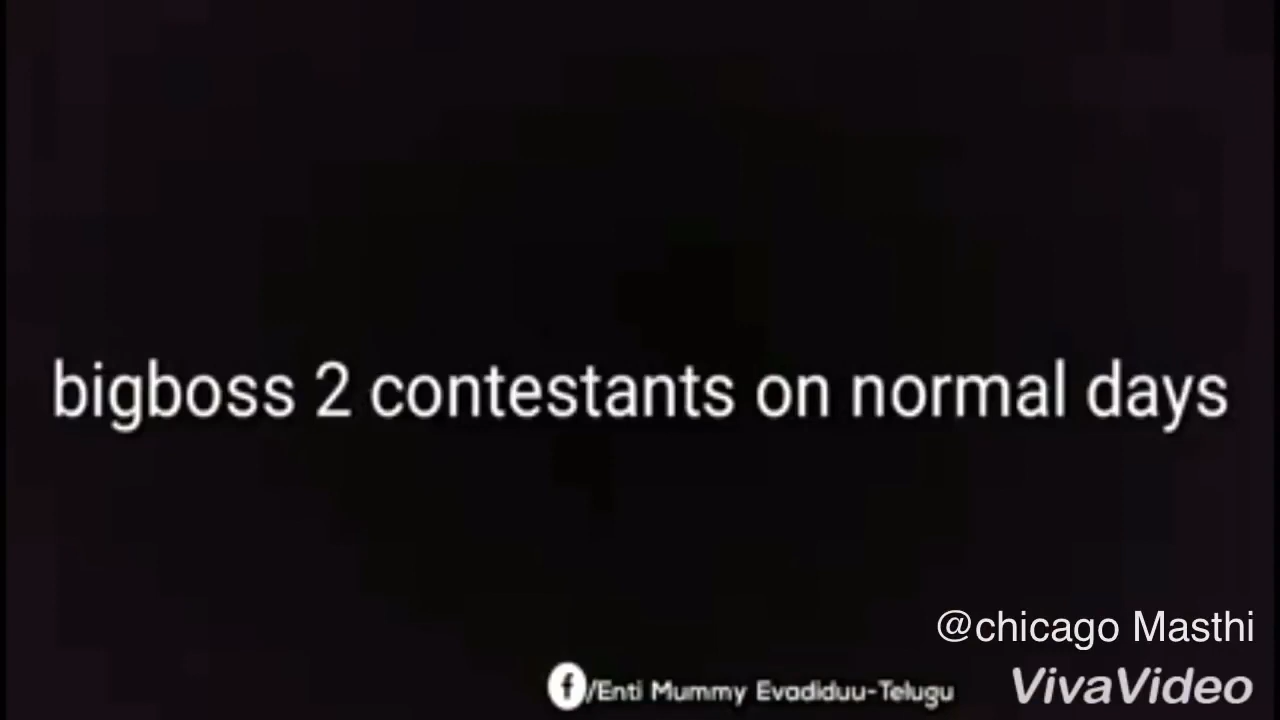 bigboss 2 contestants on normal days
@chicago Masthi
f/Enti Mummy Evadiduu-Telugu
VivaVideo